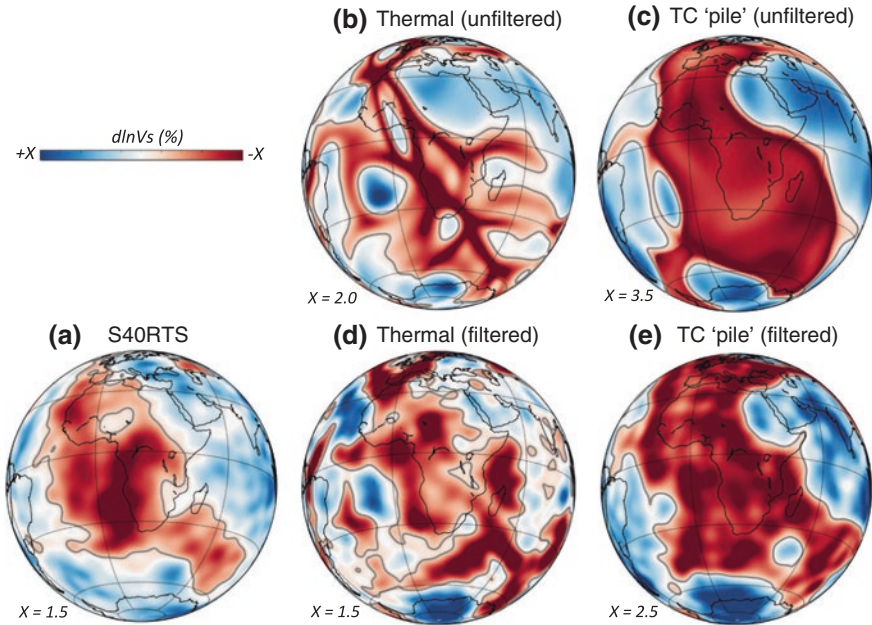 (b) Thermal (unfiltered)
(c) TC 'pile' (unfiltered)
dlnVs (%)
+X
-X
X = 2.0
X = 3.5
(a) S40RTS
(d) Thermal (filtered)
(e) TC 'pile' (filtered)
X = 1.5
X = 1.5
X = 2.5